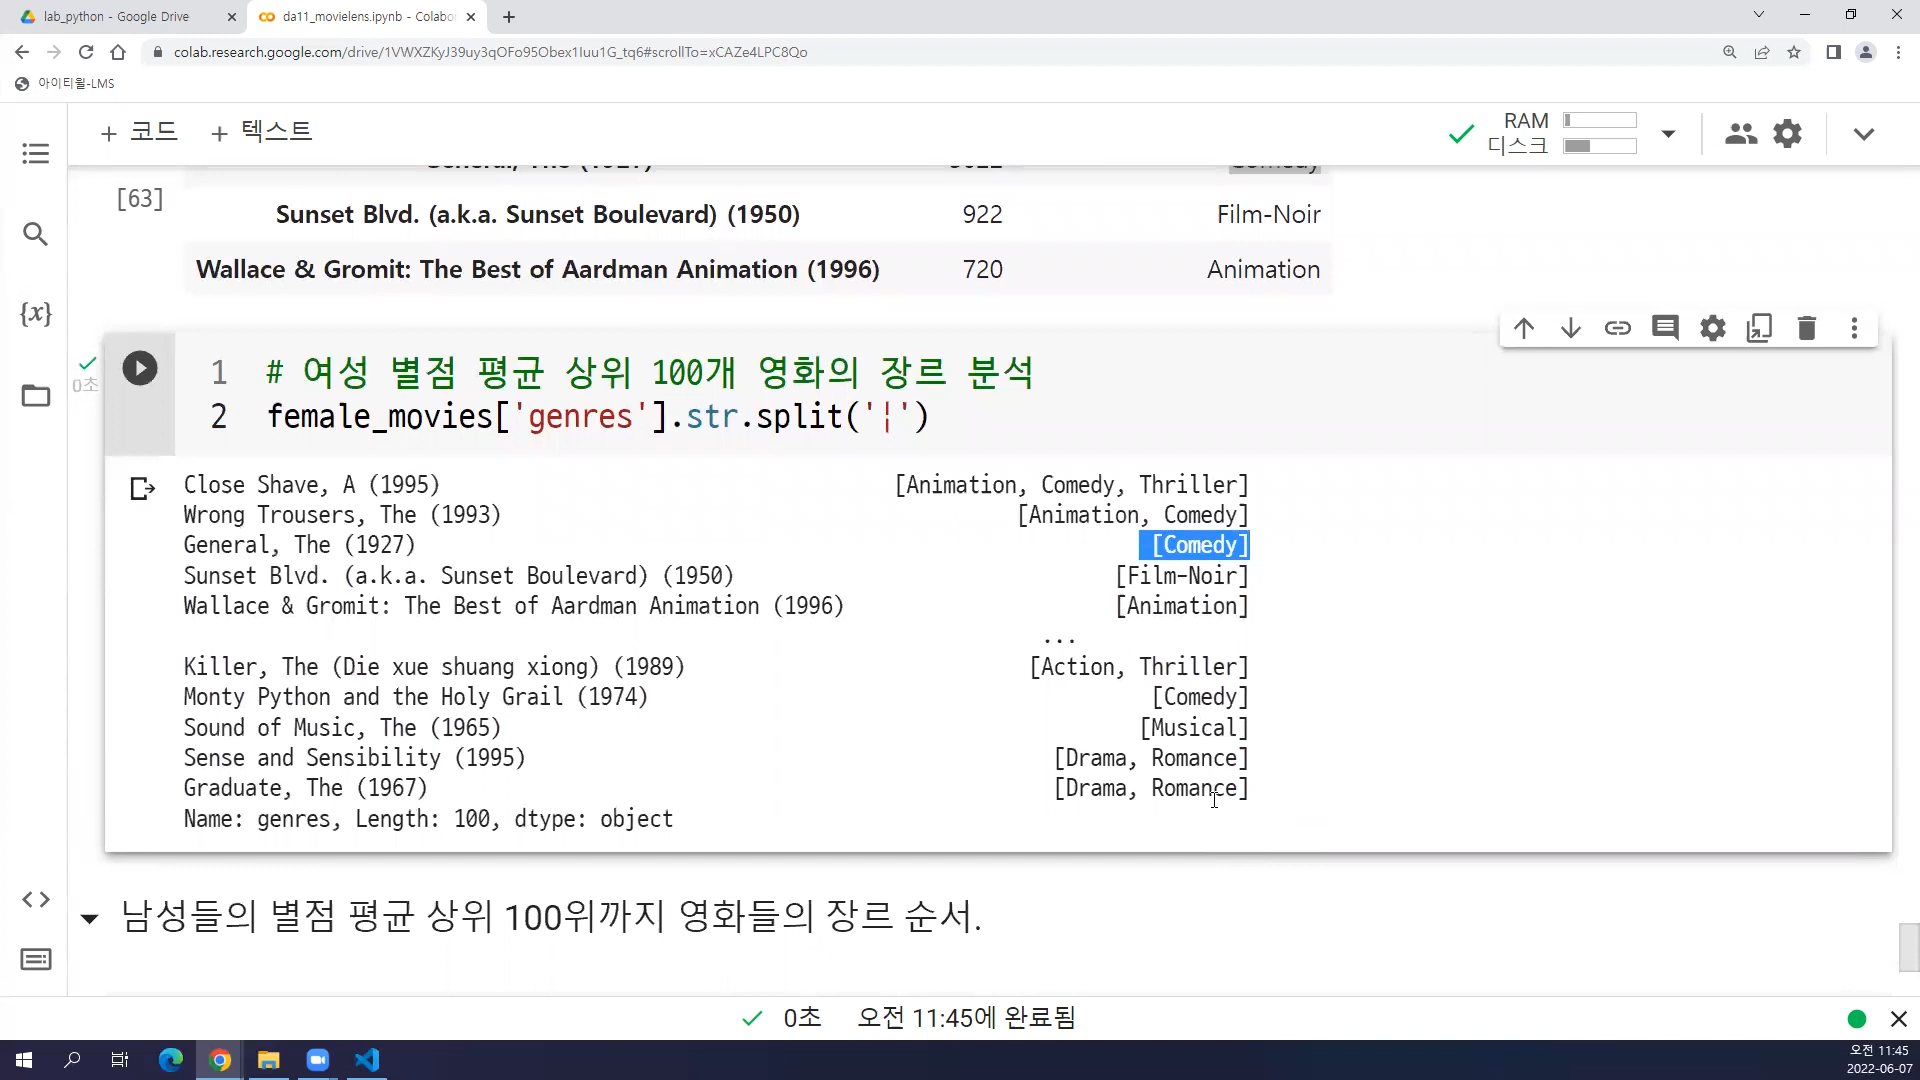 lab_python - Google Drive
da11_movielens.ipynb - Colabo
colab.research.google.com/drive/1VWXZKyJ39uy3qOFo95Obex1Iuu1G_tq6#scrollTo=xCAZe4LPC8Qo
아이티윌-LMS
+ 코드 + 텍스트
RAM
디스크
General, The (1927) Comedy
[63]
Sunset Blvd. (a.k.a. Sunset Boulevard) (1950) 922 Film-Noir
Wallace & Gromit: The Best of Aardman Animation (1996) 720 Animation
0초
1 # 여성 별점 평균 상위 100개 영화의 장르 분석
2 female_movies['genres'].str.split('|')
Close Shave, A (1995) [Animation, Comedy, Thriller]
Wrong Trousers, The (1993) [Animation, Comedy]
General, The (1927) [Comedy]
Sunset Blvd. (a.k.a. Sunset Boulevard) (1950) [Film-Noir]
Wallace & Gromit: The Best of Aardman Animation (1996) [Animation]
...
Killer, The (Die xue shuang xiong) (1989) [Action, Thriller]
Monty Python and the Holy Grail (1974) [Comedy]
Sound of Music, The (1965) [Musical]
Sense and Sensibility (1995) [Drama, Romance]
Graduate, The (1967) [Drama, Romance]
Name: genres, Length: 100, dtype: object
남성들의 별점 평균 상위 100위까지 영화들의 장르 순서.
0초 오전 11:45에 완료됨
오전 11:45
2022-06-07